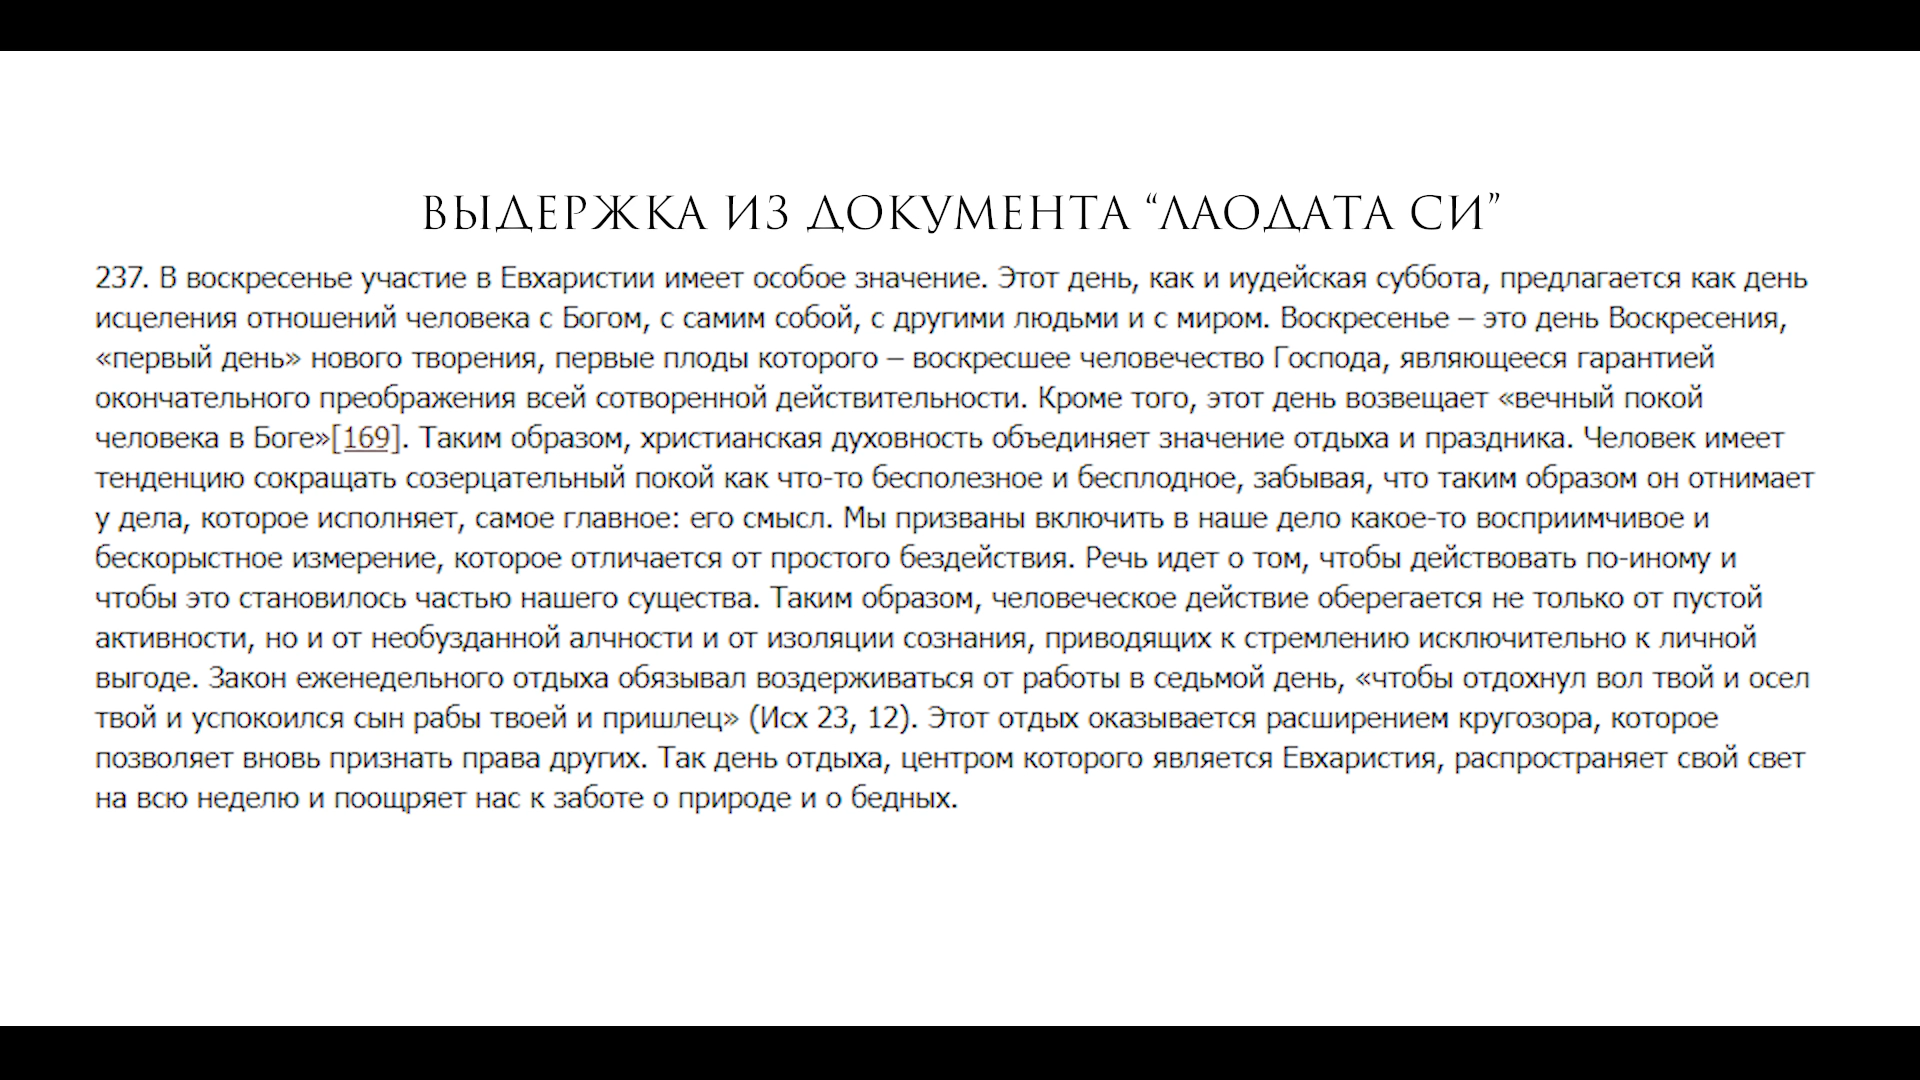 ВЫДЕРЖКА ИЗ ДОКУМЕНТА “ЛАОДАТА СИ”
237. В воскресенье участие в Евхаристии имеет особое значение. Этот день, как и иудейская суббота, предлагается как день
исцеления отношений человека с Богом, с самим собой, с другими людьми и с миром. Воскресенье – это день Воскресения,
«первый день» нового творения, первые плоды которого – воскресшее человечество Господа, являющееся гарантией
окончательного преображения всей сотворенной действительности. Кроме того, этот день возвещает «вечный покой
человека в Боге»[169]. Таким образом, христианская духовность объединяет значение отдыха и праздника. Человек имеет
тенденцию сокращать созерцательный покой как что-то бесполезное и бесплодное, забывая, что таким образом он отнимает
у дела, которое исполняет, самое главное: его смысл. Мы призваны включить в наше дело какое-то восприимчивое и
бескорыстное измерение, которое отличается от простого бездействия. Речь идет о том, чтобы действовать по-иному и
чтобы это становилось частью нашего существа. Таким образом, человеческое действие оберегается не только от пустой
активности, но и от необузданной алчности и от изоляции сознания, приводящих к стремлению исключительно к личной
выгоде. Закон еженедельного отдыха обязывал воздерживаться от работы в седьмой день, «чтобы отдохнул вол твой и осел
твой и успокоился сын рабы твоей и пришлец» (Исх 23, 12). Этот отдых оказывается расширением кругозора, которое
позволяет вновь признать права других. Так день отдыха, центром которого является Евхаристия, распространяет свой свет
на всю неделю и поощряет нас к заботе о природе и о бедных.